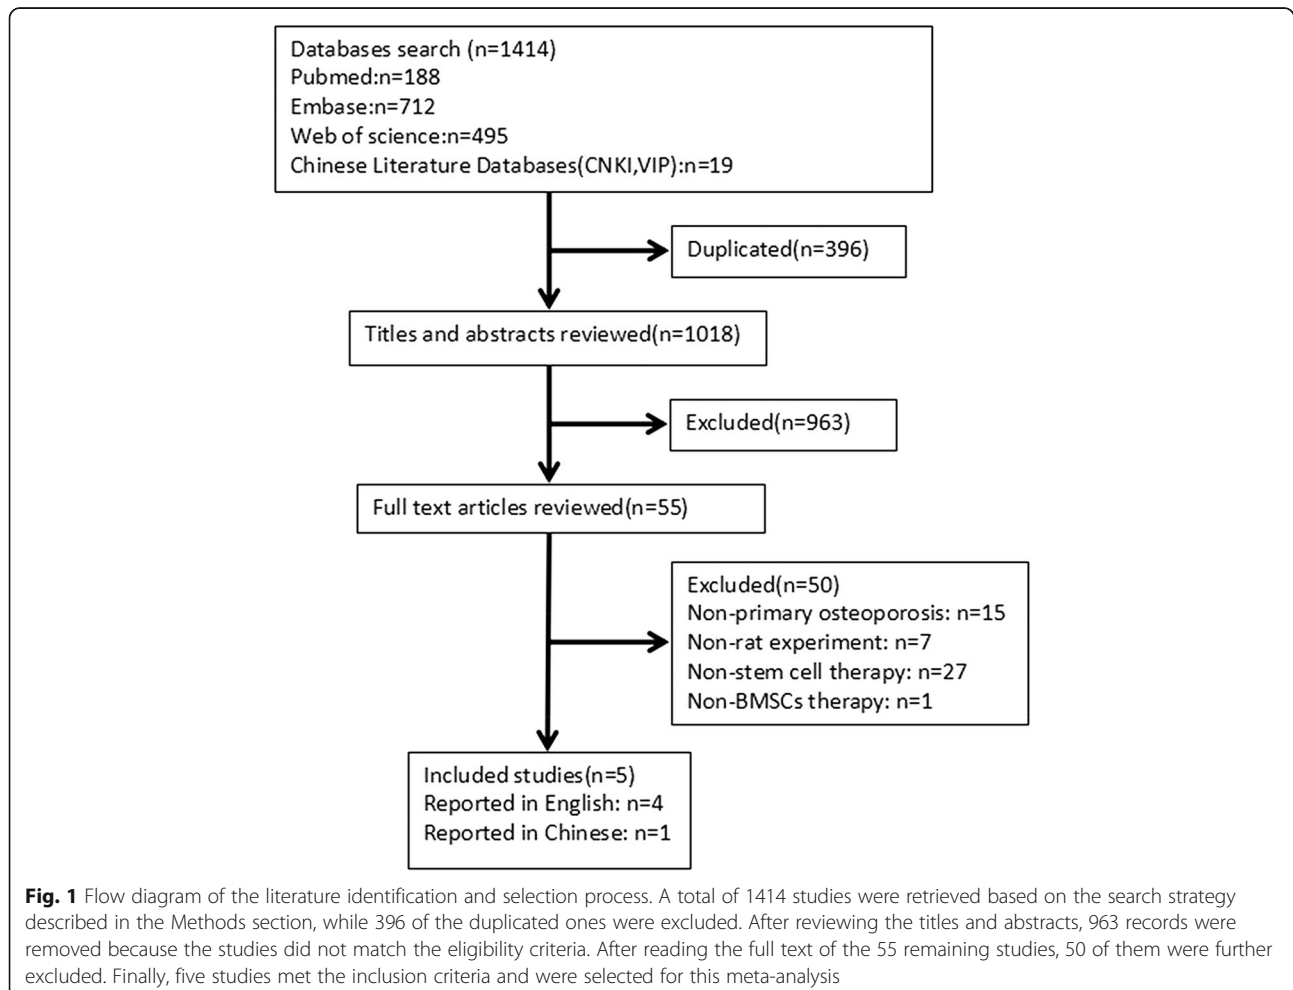 Databases search (n=1414)
Pubmed:n=188
Embase:n=712
Web of science:n=495
Chinese Literature Databases(CNKI,VIP):n=19
Duplicated(n=396)
Titles and abstracts reviewed(n=1018)
Excluded(n=963)
Full text articles reviewed(n=55)
Excluded(n=50)
Non-primary osteoporosis: n=15
Non-rat experiment: n=7
Non-stem cell therapy: n=27
Non-BMSCs therapy: n=1
Included studies(n=5)
Reported in English: n=4
Reported in Chinese: n=1
Fig. 1 Flow diagram of the literature identification and selection process. A total of 1414 studies were retrieved based on the search strategy
described in the Methods section, while 396 of the duplicated ones were excluded. After reviewing the titles and abstracts, 963 records were
removed because the studies did not match the eligibility criteria. After reading the full text of the 55 remaining studies, 50 of them were further
excluded. Finally, five studies met the inclusion criteria and were selected for this meta-analysis